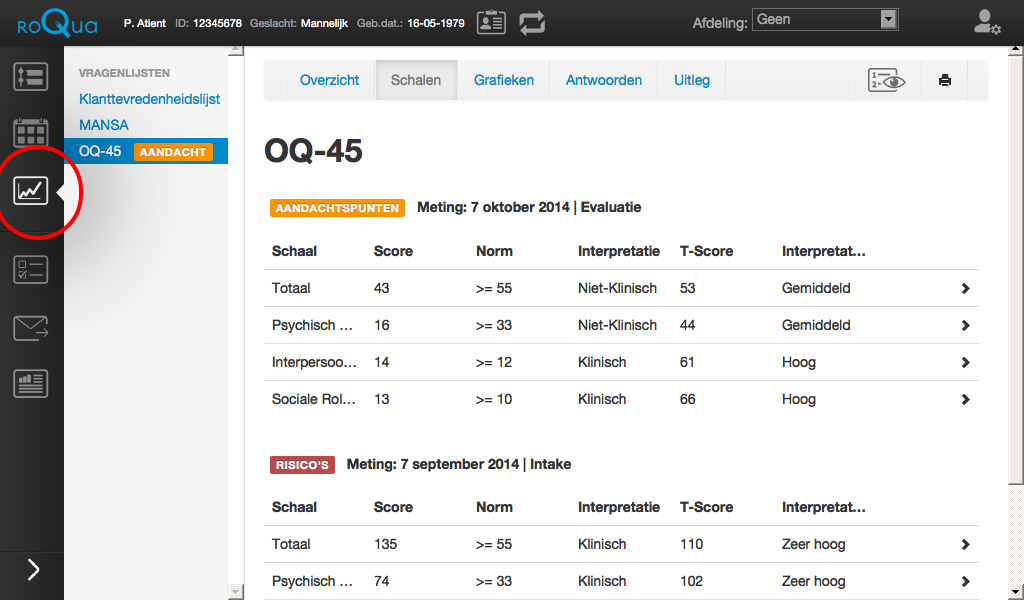 ROQUA P. Atient ID: 12345678 Geslacht: Mannelijk Geb.dat.: 16-05-1979 Afdeling: Geen
VRAGENLIJSTEN
Klanttevredenheidslijst
MANSA
OQ-45 AANDACHT
Overzicht Schalen Grafieken Antwoorden Uitleg
OQ-45
AANDACHTSPUNTEN Meting: 7 oktober 2014 | Evaluatie
Schaal Score Norm Interpretatie T-Score Interpretat...
Totaal 43 >= 55 Niet-Klinisch 53 Gemiddeld
Psychisch ... 16 >= 33 Niet-Klinisch 44 Gemiddeld
Interpersoo... 14 >= 12 Klinisch 61 Hoog
Sociale Rol... 13 >= 10 Klinisch 66 Hoog
RISICO'S Meting: 7 september 2014 | Intake
Schaal Score Norm Interpretatie T-Score Interpretat...
Totaal 135 >= 55 Klinisch 110 Zeer hoog
Psychisch ... 74 >= 33 Klinisch 102 Zeer hoog